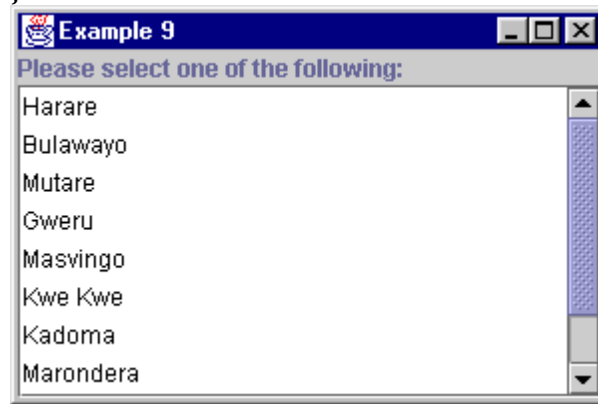 Example 9
Please select one of the following:
Harare
Bulawayo
Mutare
Gweru
Masvingo
Kwe Kwe
Kadoma
Marondera